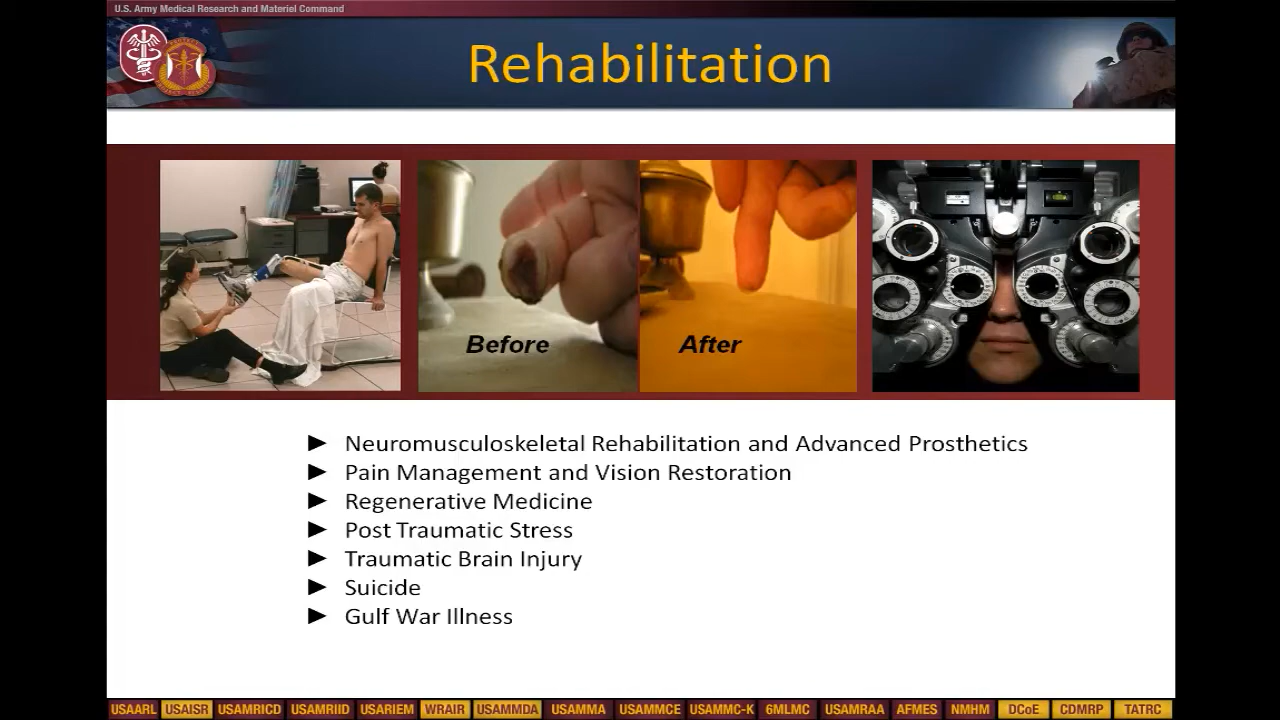 U.S. Army Medical Research and Materiel Command
Rehabilitation
Before
After
Neuromusculoskeletal Rehabilitation and Advanced Prosthetics
Pain Management and Vision Restoration
Regenerative Medicine
Post Traumatic Stress
Traumatic Brain Injury
Suicide
Gulf War Illness
USAARL USAISR USAMRICD USAMRIID USARIEM WRAIR USAMMDA USAMMA USAMMCE USAMMC-K 6MLMC USAMRAA AFMES NMHM DCoE CDMRP TATRC